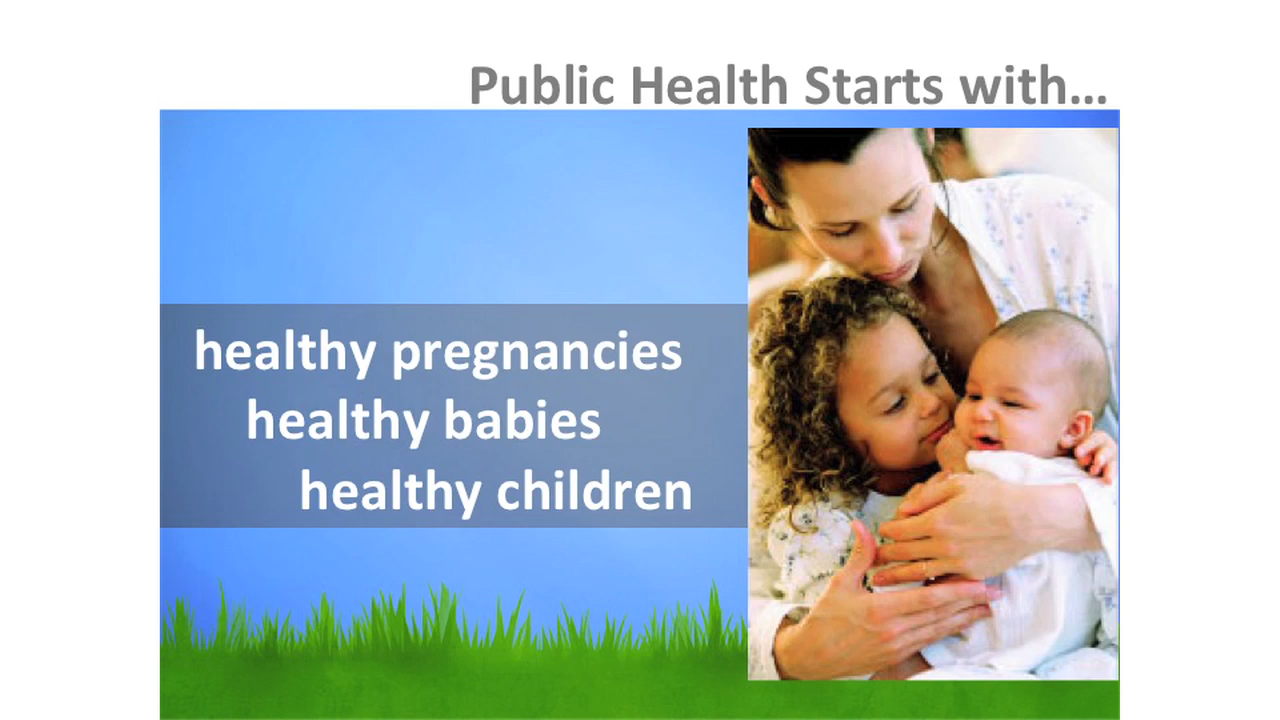 Public Health Starts with…
healthy pregnancies
healthy babies
healthy children